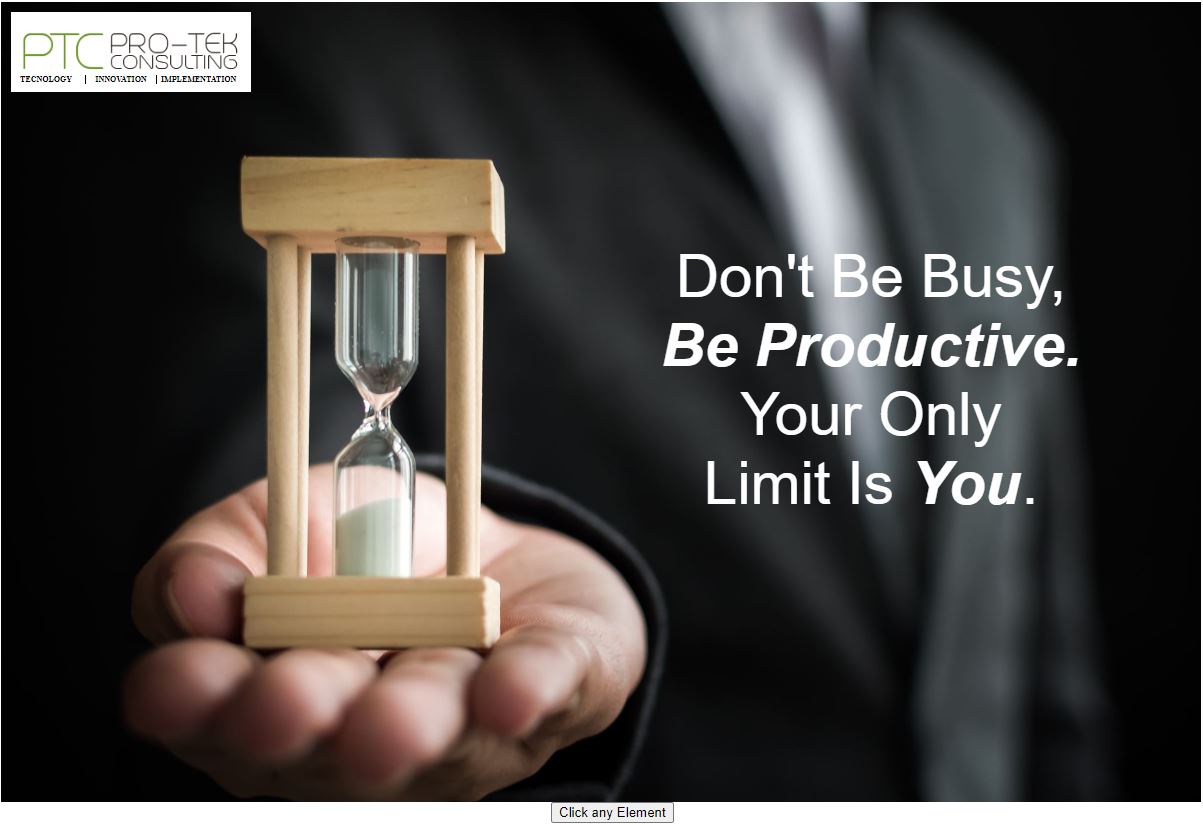 PTC PRO-TEK
CONSULTING
TECNOLOGY | INNOVATION | IMPLEMENTATION
Don't Be Busy,
Be Productive.
Your Only
Limit Is You.
Click any Element